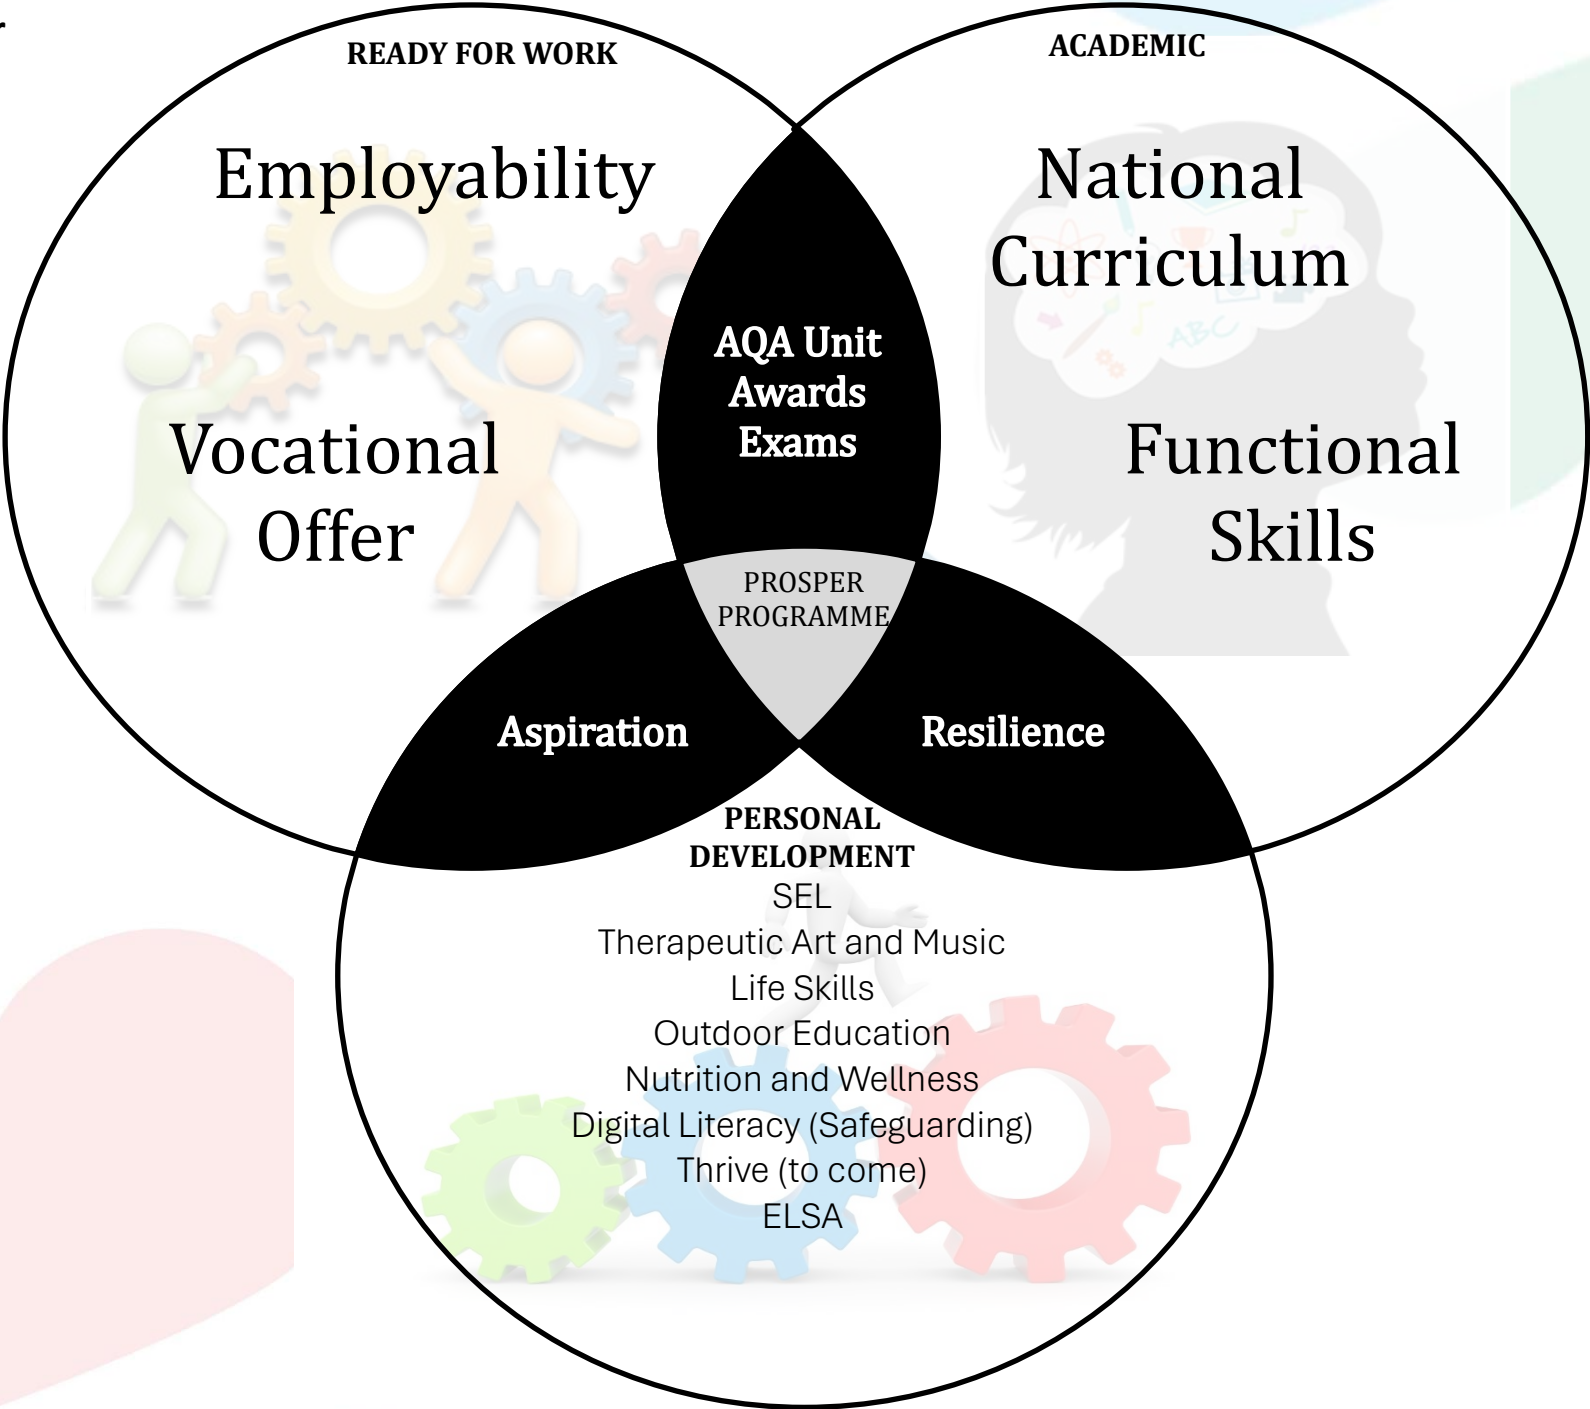 READY FOR WORK
Employability
Vocational
Offer
ACADEMIC
National
Curriculum
Functional
Skills
AQA Unit
Awards
Exams
PROSPER
PROGRAMME
Aspiration
Resilience
PERSONAL
DEVELOPMENT
SEL
Therapeutic Art and Music
Life Skills
Outdoor Education
Nutrition and Wellness
Digital Literacy (Safeguarding)
Thrive (to come)
ELSA
ABC